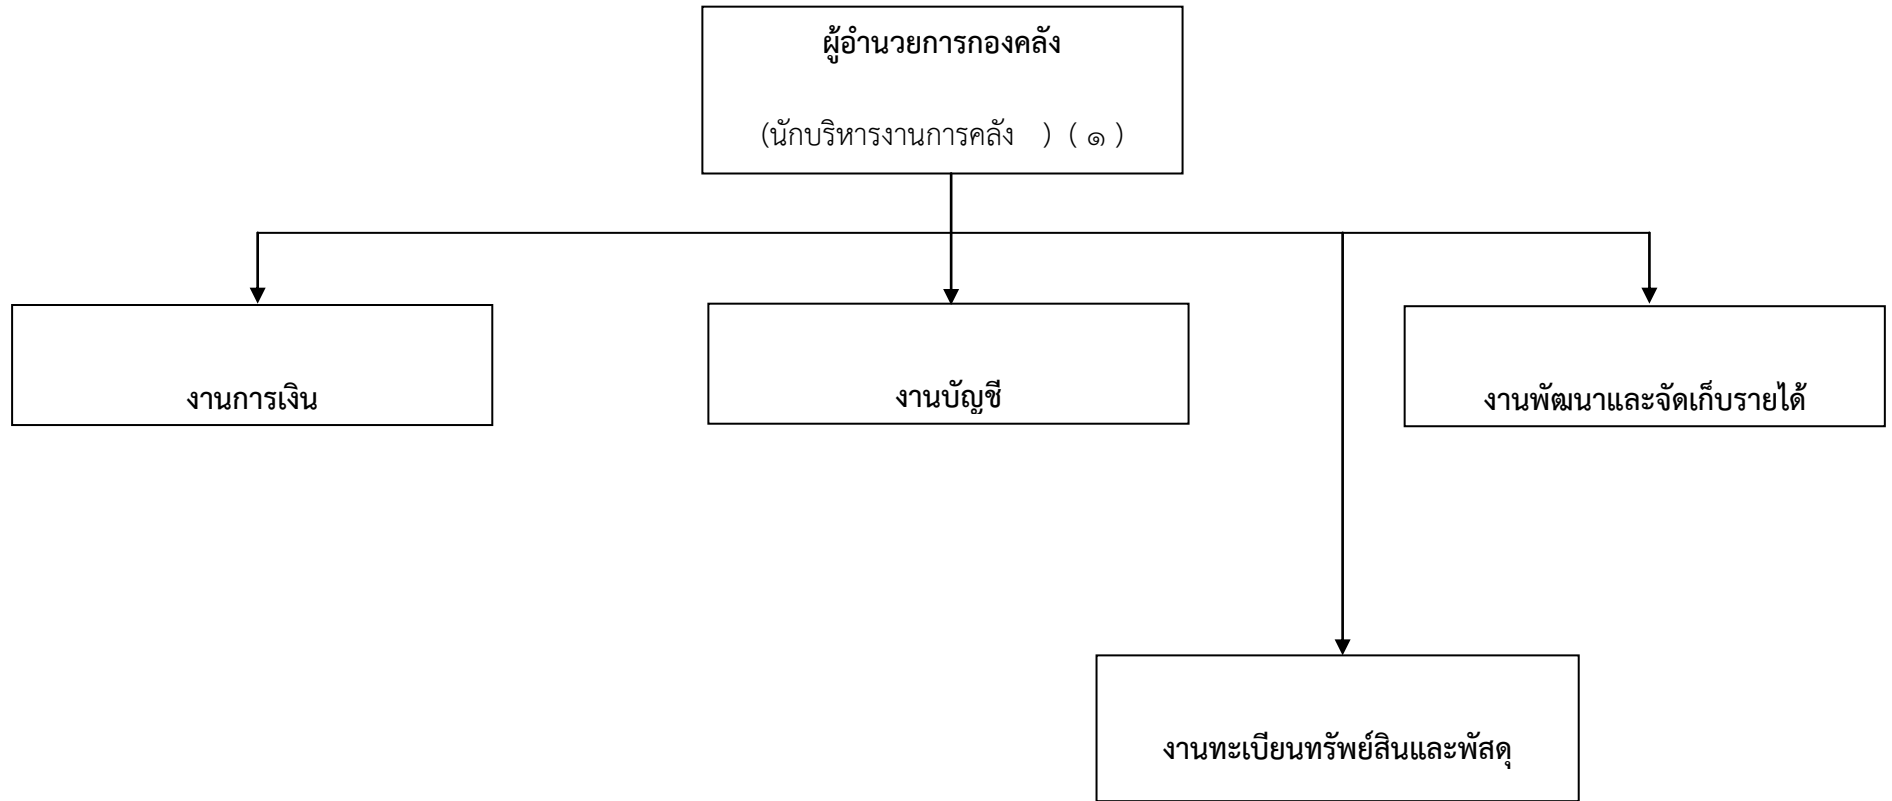 ผู้อำนวยการกองคลัง
(นักบริหารงานการคลัง ) ( ๑ )
งานการเงิน
งานบัญชี
งานพัฒนาและจัดเก็บรายได้
งานทะเบียนทรัพย์สินและพัสดุ